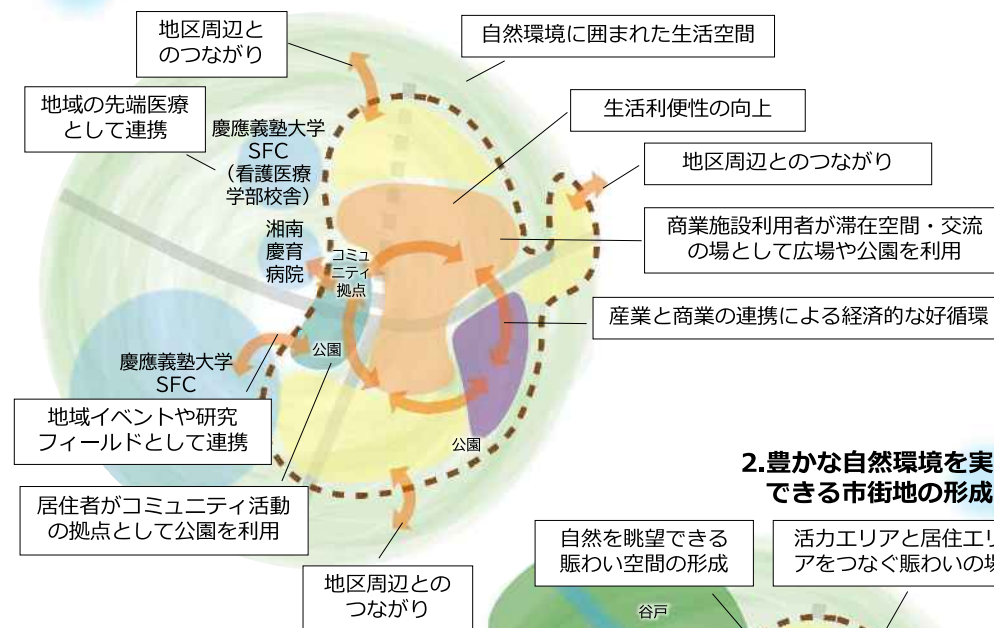 地区周辺と
のつながり
自然環境に囲まれた生活空間
地域の先端医療
として連携
慶應義塾大学
SFC
（看護医療
学部校舎）
生活利便性の向上
地区周辺とのつながり
商業施設利用者が滞在空間・交流
の場として広場や公園を利用
湘南
慶育
病院
コミュ
ニティ
拠点
産業と商業の連携による経済的な好循環
公園
慶應義塾大学
SFC
地域イベントや研究
フィールドとして連携
公園
居住者がコミュニティ活動
の拠点として公園を利用
地区周辺との
つながり
2.豊かな自然環境を実
できる市街地の形成
自然を眺望できる
賑わい空間の形成
活力エリアと居住エリ
アをつなぐ賑わいの場
谷戸